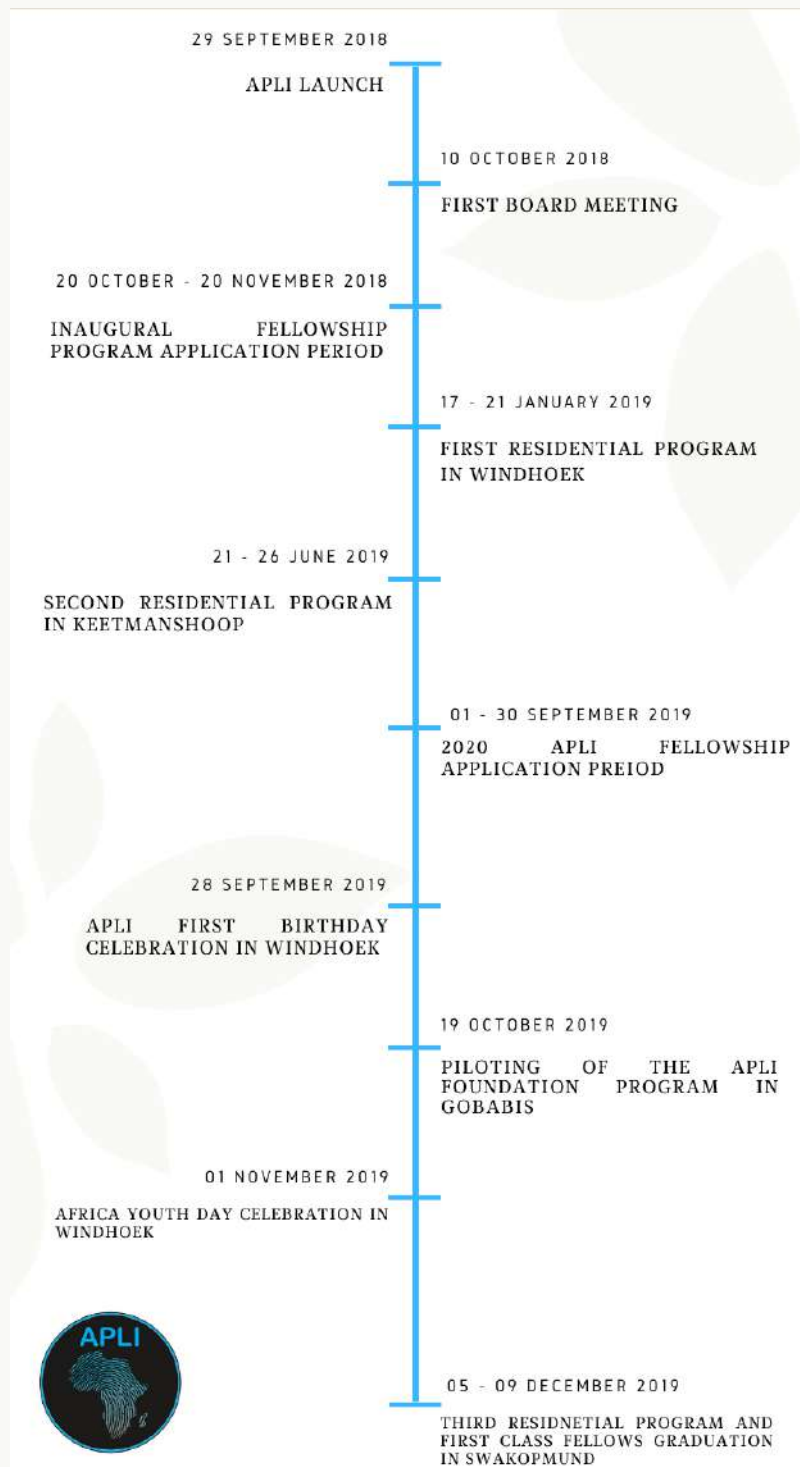 29 SEPTEMBER 2018
APLI LAUNCH
10 OCTOBER 2018
FIRST BOARD MEETING
20 OCTOBER - 20 NOVEMBER 2018
INAUGURAL FELLOWSHIP
PROGRAM APPLICATION PERIOD
17 - 21 JANUARY 2019
FIRST RESIDENTIAL PROGRAM
IN WINDHOEK
21 - 26 JUNE 2019
SECOND RESIDENTIAL PROGRAM
IN KEETMANSHOOP
01 - 30 SEPTEMBER 2019
2020 APLI FELLOWSHIP
APPLICATION PREIOD
28 SEPTEMBER 2019
APLI FIRST BIRTHDAY
CELEBRATION IN WINDHOEK
19 OCTOBER 2019
PILOTING OF THE APLI
FOUNDATION PROGRAM IN
GOBABIS
01 NOVEMBER 2019
AFRICA YOUTH DAY CELEBRATION IN
WINDHOEK
APLI
05 - 09 DECEMBER 2019
THIRD RESIDNETIAL PROGRAM AND
FIRST CLASS FELLOWS GRADUATION
IN SWAKOPMUND